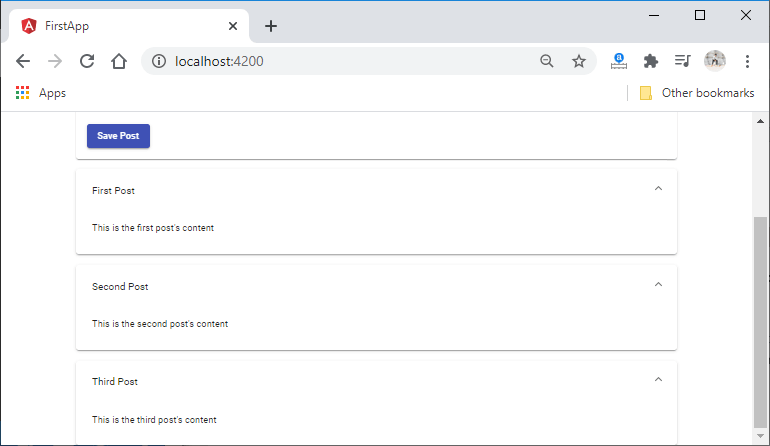 FirstApp
localhost:4200
Apps
Other bookmarks
Save Post
First Post
This is the first post's content
Second Post
This is the second post's content
Third Post
This is the third post's content